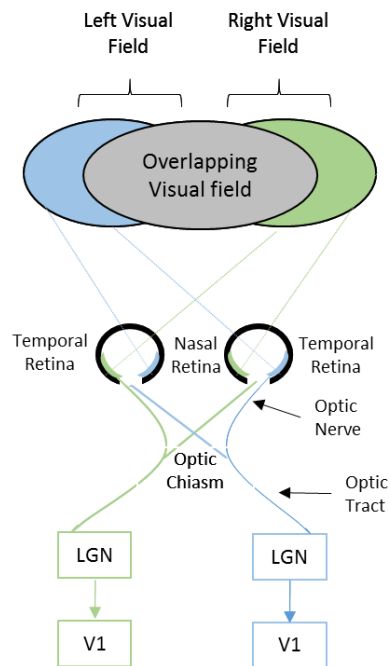 Left Visual
Field
Right Visual
Field
Overlapping
Visual field
Temporal
Retina
Nasal
Retina
Temporal
Retina
Optic
Nerve
Optic
Chiasm
Optic
Tract
LGN
LGN
V1
V1